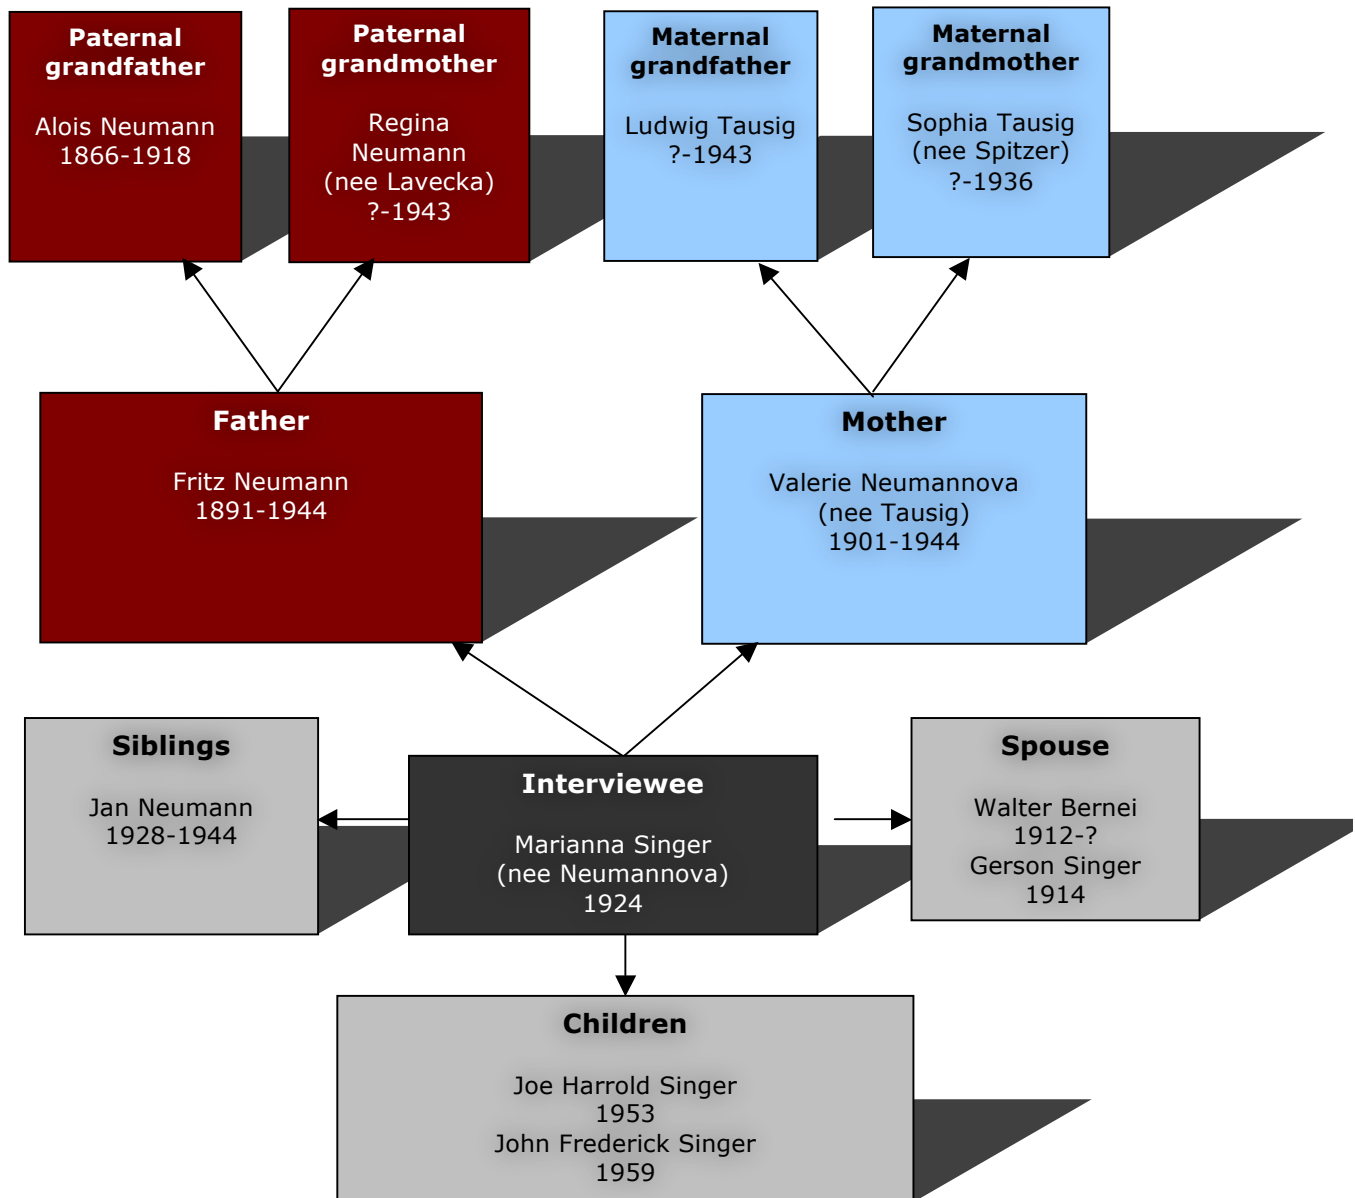 Paternal
grandfather
Alois Neumann
1866-1918
Paternal
grandmother
Regina
Neumann
(nee Lavecka)
?-1943
Maternal
grandfather
Ludwig Tausig
?-1943
Maternal
grandmother
Sophia Tausig
(nee Spitzer)
?-1936
Father
Fritz Neumann
1891-1944
Mother
Valerie Neumannova
(nee Tausig)
1901-1944
Siblings
Jan Neumann
1928-1944
Interviewee
Marianna Singer
(nee Neumannova)
1924
Spouse
Walter Bernei
1912-?
Gerson Singer
1914
Children
Joe Harrold Singer
1953
John Frederick Singer
1959